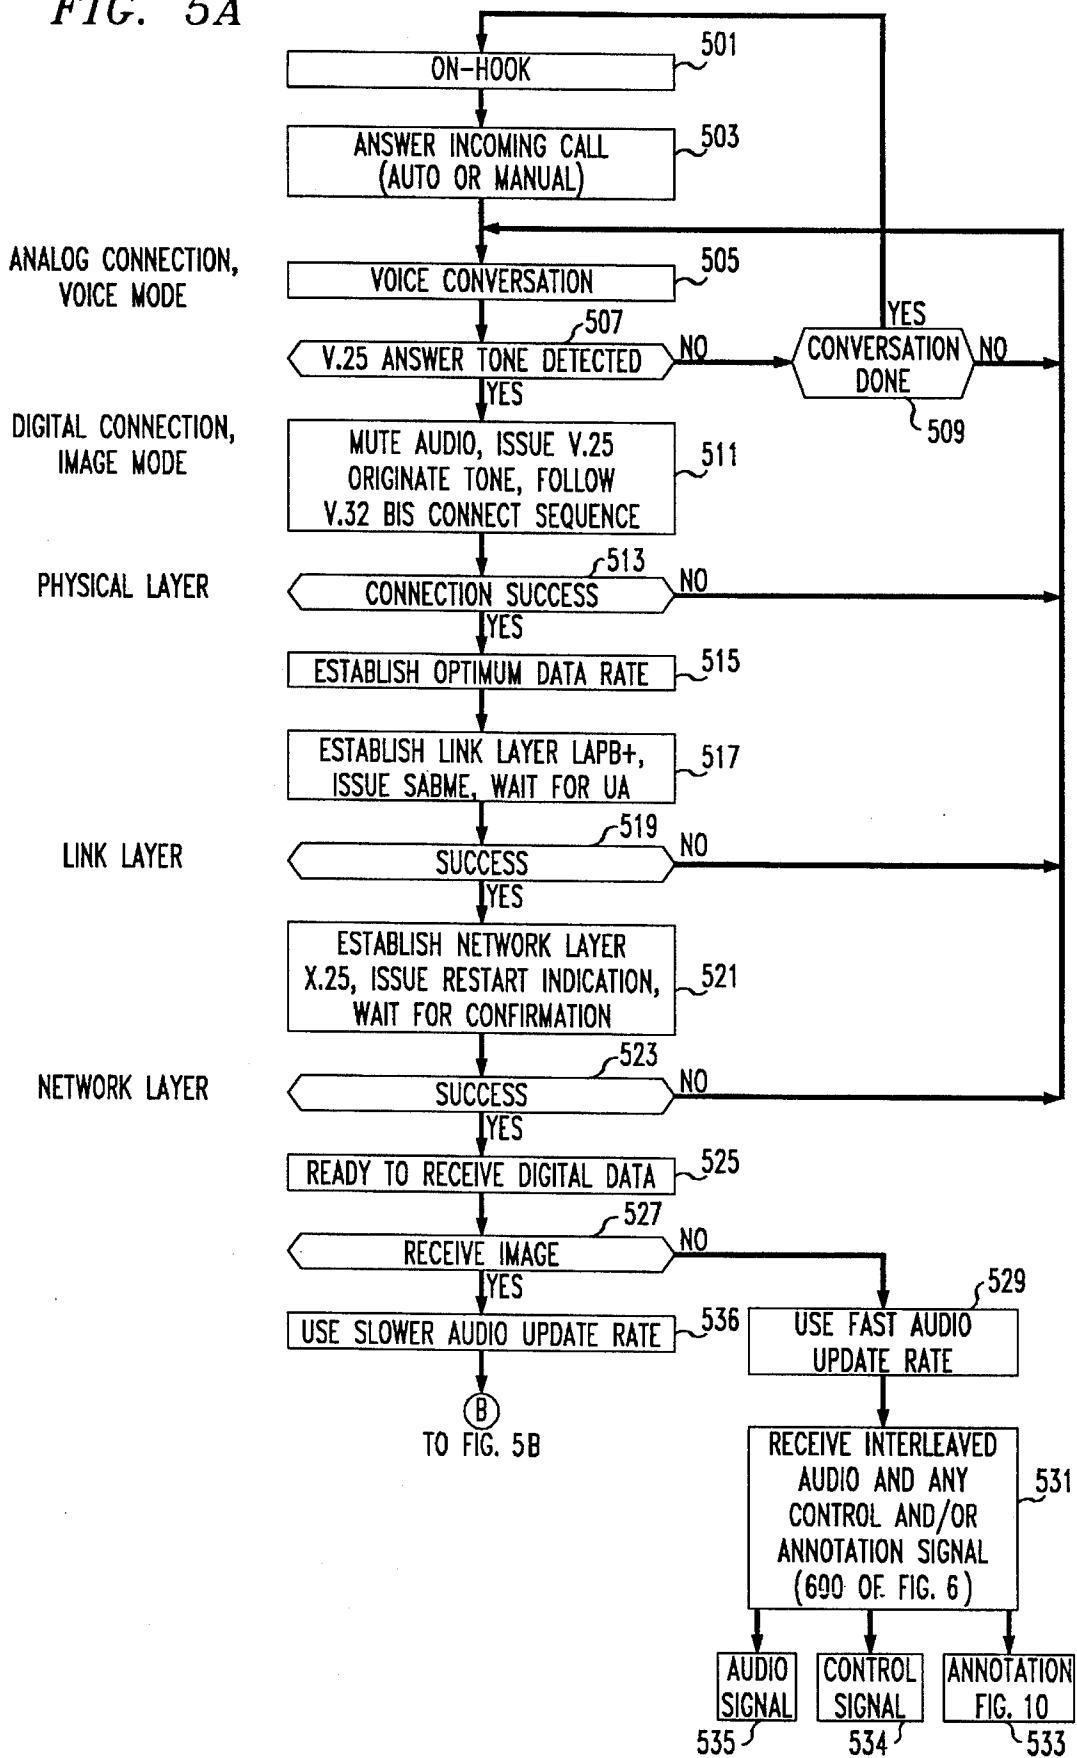 FIG. 5A
ON-HOOK
501
ANSWER INCOMING CALL
(AUTO OR MANUAL)
503
ANALOG CONNECTION,
VOICE MODE
VOICE CONVERSATION
505
507
V.25 ANSWER TONE DETECTED
NO
YES
YES
CONVERSATION
DONE
NO
509
DIGITAL CONNECTION,
IMAGE MODE
MUTE AUDIO, ISSUE V.25
ORIGINATE TONE, FOLLOW
V.32 BIS CONNECT SEQUENCE
511
PHYSICAL LAYER
513
CONNECTION SUCCESS
NO
YES
ESTABLISH OPTIMUM DATA RATE
515
ESTABLISH LINK LAYER LAPB+,
ISSUE SABME, WAIT FOR UA
517
LINK LAYER
519
SUCCESS
NO
YES
ESTABLISH NETWORK LAYER
X.25, ISSUE RESTART INDICATION,
WAIT FOR CONFIRMATION
521
NETWORK LAYER
523
SUCCESS
NO
YES
READY TO RECEIVE DIGITAL DATA
525
527
RECEIVE IMAGE
NO
YES
USE SLOWER AUDIO UPDATE RATE
536
B
TO FIG. 5B
529
USE FAST AUDIO
UPDATE RATE
RECEIVE INTERLEAVED
AUDIO AND ANY
CONTROL AND/OR
ANNOTATION SIGNAL
(600 OF FIG. 6)
531
AUDIO
SIGNAL
535
CONTROL
SIGNAL
534
ANNOTATION
FIG. 10
533